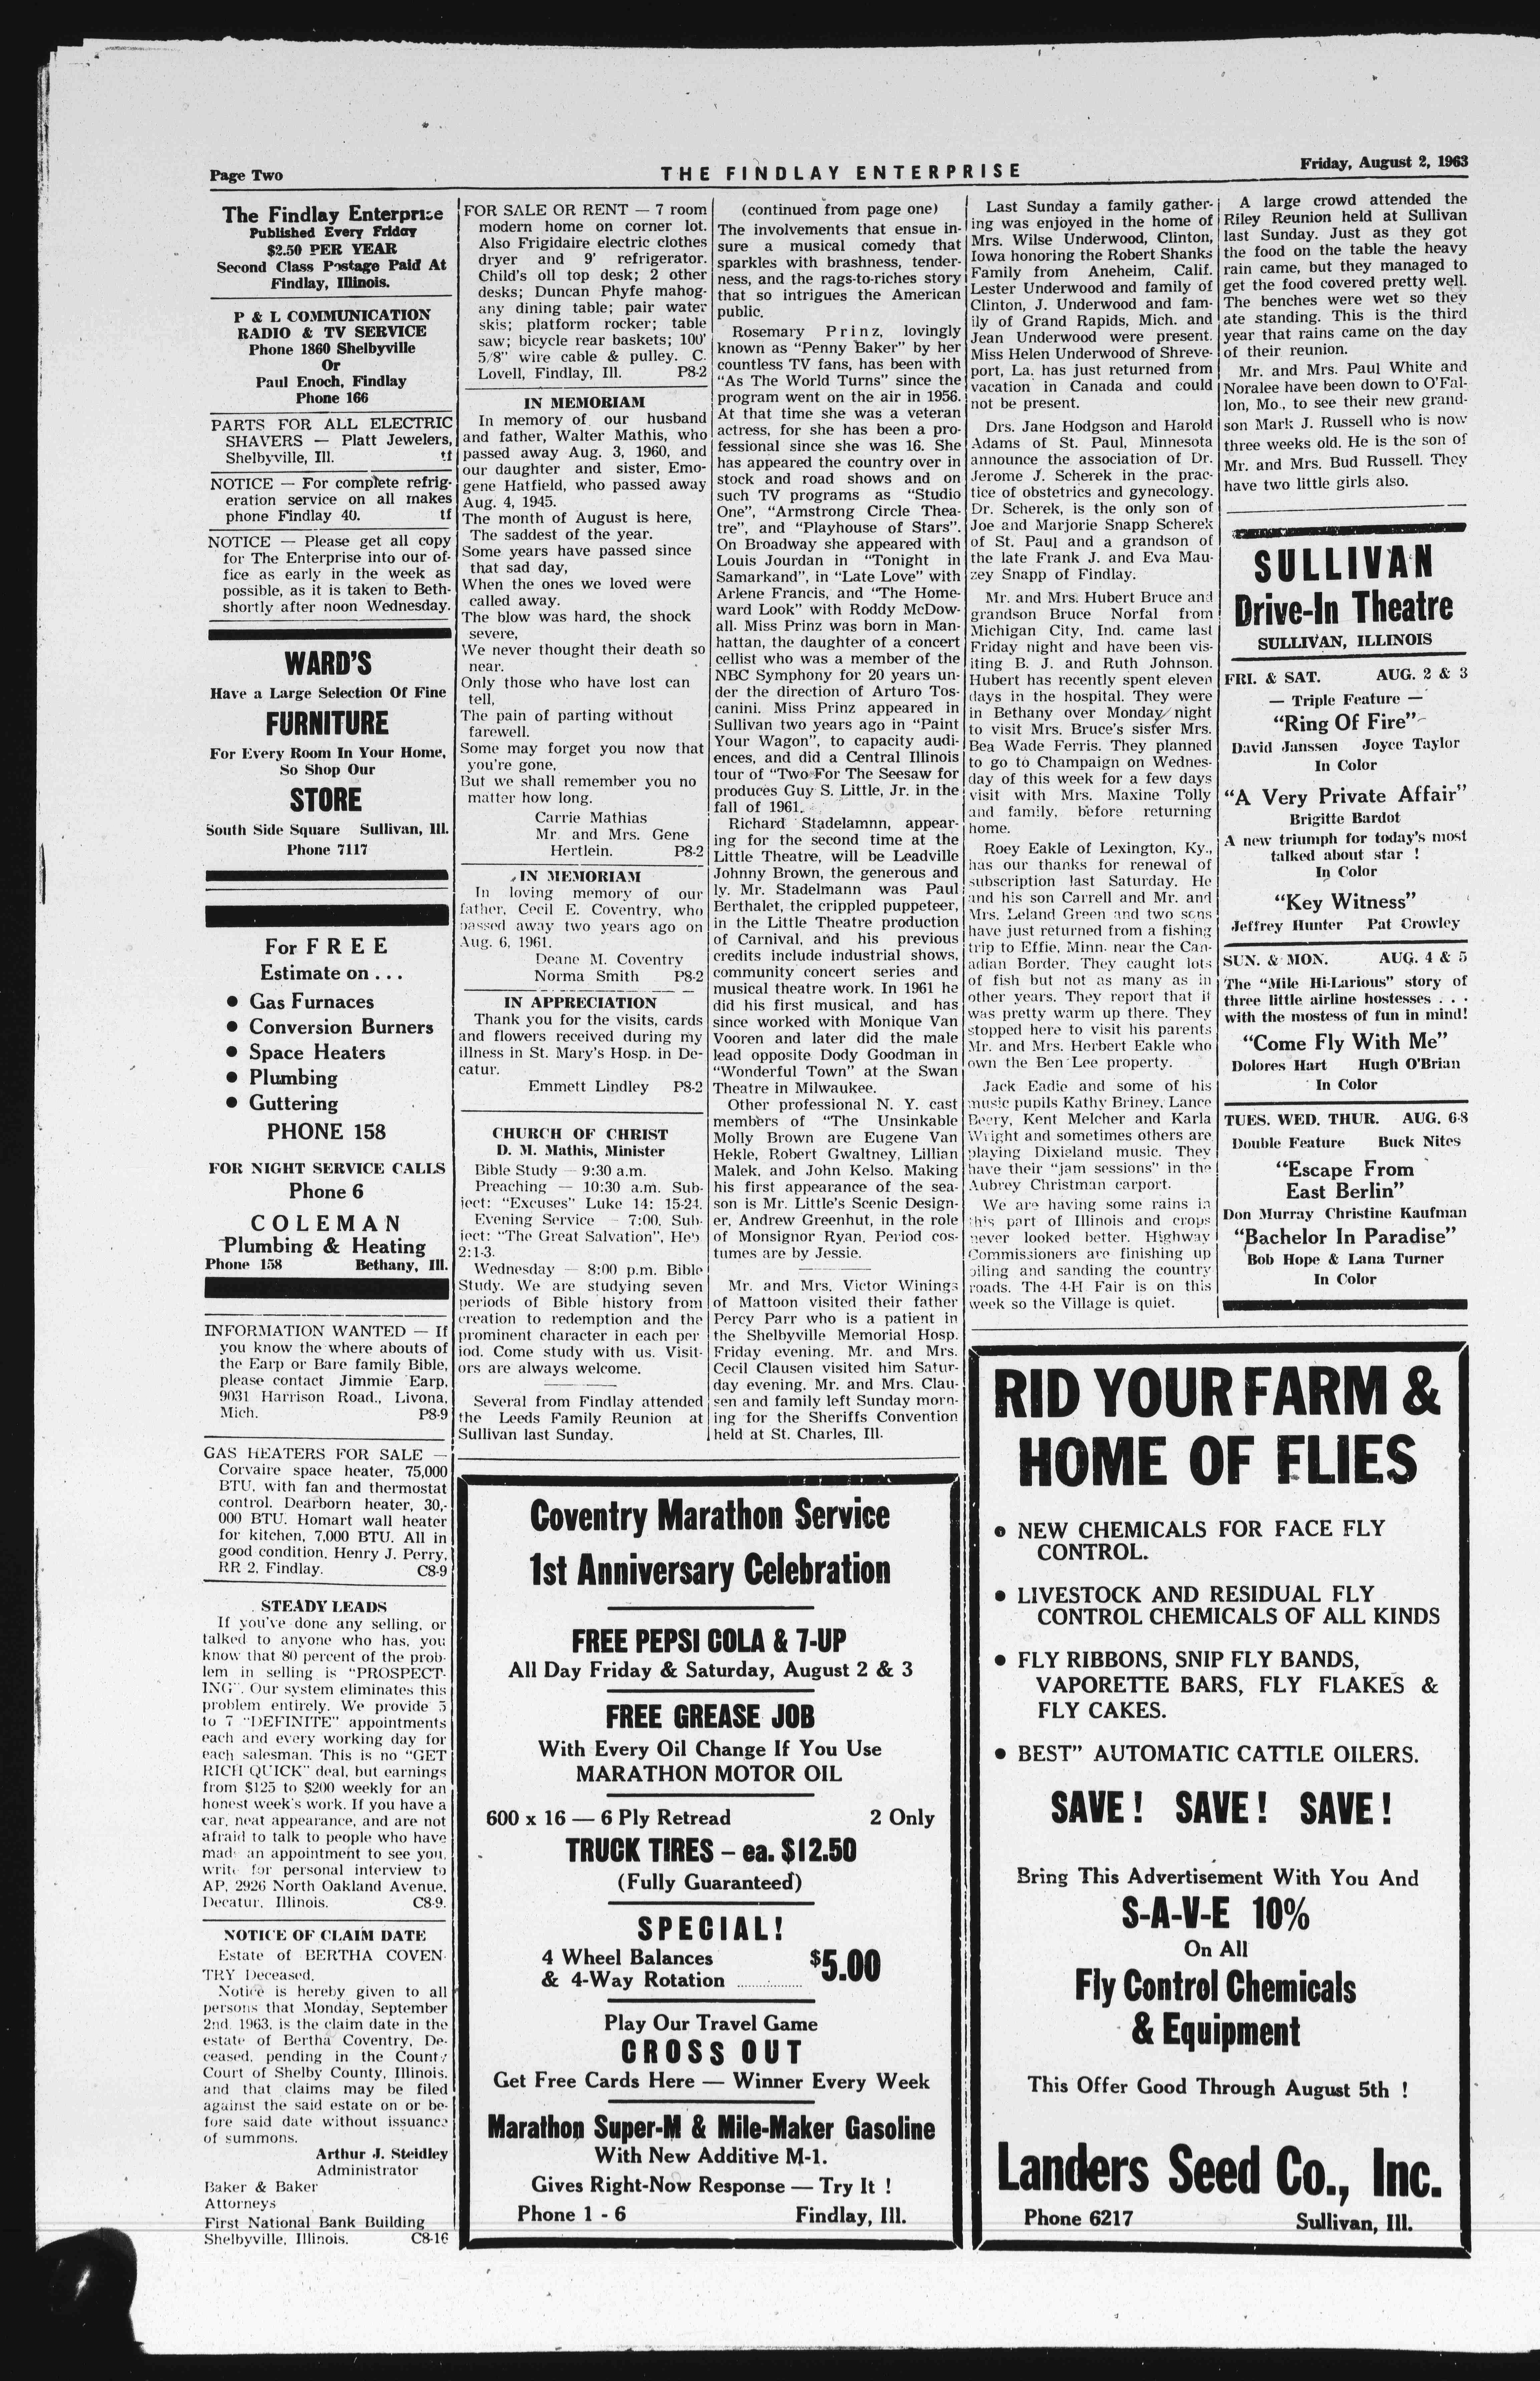 Page Two
THE FINDLAY ENTERPRISE
Friday, August 2, 1963
The Findlay Enterprise
Published Every Friday
$2.50 PER YEAR
Second Class Postage Paid At
Findlay, Illinois.
P & L COMMUNICATION
RADIO & TV SERVICE
Phone 1860 Shelbyville
Or
Paul Enoch, Findlay
Phone 166
PARTS FOR ALL ELECTRIC
SHAVERS — Platt Jewelers,
Shelbyville, Ill. tf
NOTICE — For complete refrig-
eration service on all makes
phone Findlay 40. tf
NOTICE — Please get all copy
for The Enterprise into our of-
fice as early in the week as
possible, as it is taken to Beth-
shortly after noon Wednesday.
WARD'S
Have a Large Selection Of Fine
FURNITURE
For Every Room In Your Home,
So Shop Our
STORE
South Side Square Sullivan, Ill.
Phone 7117
For FREE
Estimate on . . .
• Gas Furnaces
• Conversion Burners
• Space Heaters
• Plumbing
• Guttering
PHONE 158
FOR NIGHT SERVICE CALLS
Phone 6
COLEMAN
Plumbing & Heating
Phone 158 Bethany, Ill.
INFORMATION WANTED — If
you know the where abouts of
the Earp or Bare family Bible,
please contact Jimmie Earp,
9031 Harrison Road., Livona,
Mich. P8-9
GAS HEATERS FOR SALE —
Corvaire space heater, 75,000
BTU, with fan and thermostat
control. Dearborn heater, 30,-
000 BTU. Homart wall heater
for kitchen, 7,000 BTU. All in
good condition. Henry J. Perry,
RR 2, Findlay. C8-9
STEADY LEADS
If you've done any selling, or
talked to anyone who has, you
know that 80 percent of the prob-
lem in selling is "PROSPECT-
ING". Our system eliminates this
problem entirely. We provide 5
to 7 "DEFINITE" appointments
each and every working day for
each salesman. This is no "GET
RICH QUICK" deal, but earnings
from $125 to $200 weekly for an
honest week's work. If you have a
car, neat appearance, and are not
afraid to talk to people who have
made an appointment to see you,
write for personal interview to
AP, 2926 North Oakland Avenue,
Decatur, Illinois. C8-9.
NOTICE OF CLAIM DATE
Estate of BERTHA COVEN-
TRY Deceased.
Notice is hereby given to all
persons that Monday, September
2nd, 1963, is the claim date in the
estate of Bertha Coventry, De-
ceased, pending in the County
Court of Shelby County, Illinois,
and that claims may be filed
against the said estate on or be-
fore said date without issuance
of summons.
Arthur J. Steidley
Administrator
Baker & Baker
Attorneys
First National Bank Building
Shelbyville, Illinois. C8-16
FOR SALE OR RENT — 7 room
modern home on corner lot.
Also Frigidaire electric clothes
dryer and 9' refrigerator.
Child's oll top desk; 2 other
desks; Duncan Phyfe mahog-
any dining table; pair water
skis; platform rocker; table
saw; bicycle rear baskets; 100'
5/8" wire cable & pulley. C.
Lovell, Findlay, Ill. P8-2
IN MEMORIAM
In memory of our husband
and father, Walter Mathis, who
passed away Aug. 3, 1960, and
our daughter and sister, Emo-
gene Hatfield, who passed away
Aug. 4, 1945.
The month of August is here,
The saddest of the year.
Some years have passed since
that sad day,
When the ones we loved were
called away.
The blow was hard, the shock
severe,
We never thought their death so
near.
Only those who have lost can
tell,
The pain of parting without
farewell.
Some may forget you now that
you're gone,
But we shall remember you no
matter how long.
Carrie Mathias
Mr and Mrs. Gene
Hertlein. P8-2
IN MEMORIAM
In loving memory of our
father, Cecil E. Coventry, who
passed away two years ago on
Aug. 6, 1961.
Deane M. Coventry
Norma Smith P8-2
IN APPRECIATION
Thank you for the visits, cards
and flowers received during my
illness in St. Mary's Hosp. in De-
catur.
Emmett Lindley P8-2
CHURCH OF CHRIST
D. M. Mathis, Minister
Bible Study — 9:30 a.m.
Preaching — 10:30 a.m. Sub-
ject: "Excuses" Luke 14: 15-24.
Evening Service — 7:00. Sub-
ject: "The Great Salvation", Heb
2:1-3.
Wednesday — 8:00 p.m. Bible
Study. We are studying seven
periods of Bible history from
creation to redemption and the
prominent character in each per
iod. Come study with us. Visit-
ors are always welcome.
Several from Findlay attended
the Leeds Family Reunion at
Sullivan last Sunday.
(continued from page one)
The involvements that ensue in-
sure a musical comedy that
sparkles with brashness, tender-
ness, and the rags-to-riches story
that so intrigues the American
public.
Rosemary Prinz, lovingly
known as "Penny Baker" by her
countless TV fans, has been with
"As The World Turns" since the
program went on the air in 1956.
At that time she was a veteran
actress, for she has been a pro-
fessional since she was 16. She
has appeared the country over in
stock and road shows and on
such TV programs as "Studio
One", "Armstrong Circle Thea-
tre", and "Playhouse of Stars".
On Broadway she appeared with
Louis Jourdan in "Tonight in
Samarkand", in "Late Love" with
Arlene Francis, and "The Home-
ward Look" with Roddy McDow-
all. Miss Prinz was born in Man-
hattan, the daughter of a concert
cellist who was a member of the
NBC Symphony for 20 years un-
der the direction of Arturo Tos-
canini. Miss Prinz appeared in
Sullivan two years ago in "Paint
Your Wagon", to capacity audi-
ences, and did a Central Illinois
tour of "Two For The Seesaw for
produces Guy S. Little, Jr. in the
fall of 1961.
Richard Stadelamnn, appear-
ing for the second time at the
Little Theatre, will be Leadville
Johnny Brown, the generous and
ly. Mr. Stadelmann was Paul
Berthalet, the crippled puppeteer,
in the Little Theatre production
of Carnival, and his previous
credits include industrial shows,
community concert series and
musical theatre work. In 1961 he
did his first musical, and has
since worked with Monique Van
Vooren and later did the male
lead opposite Dody Goodman in
"Wonderful Town" at the Swan
Theatre in Milwaukee.
Other professional N. Y. cast
members of "The Unsinkable
Molly Brown are Eugene Van
Hekle, Robert Gwaltney, Lillian
Malek, and John Kelso. Making
his first appearance of the sea-
son is Mr. Little's Scenic Design-
er, Andrew Greenhut, in the role
of Monsignor Ryan. Period cos-
tumes are by Jessie.
Mr. and Mrs. Victor Winings
of Mattoon visited their father
Percy Parr who is a patient in
the Shelbyville Memorial Hosp.
Friday evening. Mr. and Mrs.
Cecil Clausen visited him Satur-
day evening. Mr. and Mrs. Clau-
sen and family left Sunday morn-
ing for the Sheriffs Convention
held at St. Charles, Ill.
Last Sunday a family gather-
ing was enjoyed in the home of
Mrs. Wilse Underwood, Clinton,
Iowa honoring the Robert Shanks
Family from Aneheim, Calif.
Lester Underwood and family of
Clinton, J. Underwood and fam-
ily of Grand Rapids, Mich. and
Jean Underwood were present.
Miss Helen Underwood of Shreve-
port, La. has just returned from
vacation in Canada and could
not be present.
Drs. Jane Hodgson and Harold
Adams of St. Paul, Minnesota
announce the association of Dr.
Jerome J. Scherek in the prac-
tice of obstetrics and gynecology.
Dr. Scherek, is the only son of
Joe and Marjorie Snapp Scherek
of St. Paul and a grandson of
the late Frank J. and Eva Mau-
zey Snapp of Findlay.
Mr. and Mrs. Hubert Bruce and
grandson Bruce Norfal from
Michigan City, Ind. came last
Friday night and have been vis-
iting B. J. and Ruth Johnson.
Hubert has recently spent eleven
days in the hospital. They were
in Bethany over Monday night
to visit Mrs. Bruce's sister Mrs.
Bea Wade Ferris. They planned
to go to Champaign on Wednes-
day of this week for a few days
visit with Mrs. Maxine Tolly
and family, before returning
home.
Roey Eakle of Lexington, Ky.,
has our thanks for renewal of
subscription last Saturday. He
and his son Carrell and Mr. and
Mrs. Leland Green and two sons
have just returned from a fishing
trip to Effie, Minn. near the Can-
adian Border. They caught lots
of fish but not as many as in
other years. They report that it
was pretty warm up there. They
stopped here to visit his parents
Mr. and Mrs. Herbert Eakle who
own the Ben Lee property.
Jack Eadie and some of his
music pupils Kathy Briney, Lance
Beery, Kent Melcher and Karla
Wright and sometimes others are
playing Dixieland music. They
have their "jam sessions" in the
Aubrey Christman carport.
We are having some rains in
this part of Illinois and crops
never looked better. Highway
Commissioners are finishing up
oiling and sanding the country
roads. The 4-H Fair is on this
week so the Village is quiet.
A large crowd attended the
Riley Reunion held at Sullivan
last Sunday. Just as they got
the food on the table the heavy
rain came, but they managed to
get the food covered pretty well.
The benches were wet so they
ate standing. This is the third
year that rains came on the day
of their reunion.
Mr. and Mrs. Paul White and
Noralee have been down to O'Fal-
lon, Mo., to see their new grand-
son Mark J. Russell who is now
three weeks old. He is the son of
Mr. and Mrs. Bud Russell. They
have two little girls also.
SULLIVAN
Drive-In Theatre
SULLIVAN, ILLINOIS
FRI. & SAT. AUG. 2 & 3
— Triple Feature —
"Ring Of Fire"
David Janssen Joyce Taylor
In Color
"A Very Private Affair"
Brigitte Bardot
A new triumph for today's most
talked about star !
In Color
"Key Witness"
Jeffrey Hunter Pat Crowley
SUN. & MON. AUG. 4 & 5
The "Mile Hi-Larious" story of
three little airline hostesses . . .
with the mostess of fun in mind!
"Come Fly With Me"
Dolores Hart Hugh O'Brian
In Color
TUES. WED. THUR. AUG. 6-8
Double Feature Buck Nites
"Escape From
East Berlin"
Don Murray Christine Kaufman
"Bachelor In Paradise"
Bob Hope & Lana Turner
In Color
Coventry Marathon Service
1st Anniversary Celebration
FREE PEPSI COLA & 7-UP
All Day Friday & Saturday, August 2 & 3
FREE GREASE JOB
With Every Oil Change If You Use
MARATHON MOTOR OIL
600 x 16 — 6 Ply Retread 2 Only
TRUCK TIRES – ea. $12.50
(Fully Guaranteed)
SPECIAL!
4 Wheel Balances
& 4-Way Rotation ............ $5.00
Play Our Travel Game
CROSS OUT
Get Free Cards Here — Winner Every Week
Marathon Super-M & Mile-Maker Gasoline
With New Additive M-1.
Gives Right-Now Response — Try It !
Phone 1 - 6 Findlay, Ill.
RID YOUR FARM &
HOME OF FLIES
• NEW CHEMICALS FOR FACE FLY
CONTROL.
• LIVESTOCK AND RESIDUAL FLY
CONTROL CHEMICALS OF ALL KINDS
• FLY RIBBONS, SNIP FLY BANDS,
VAPORETTE BARS, FLY FLAKES &
FLY CAKES.
• BEST" AUTOMATIC CATTLE OILERS.
SAVE! SAVE! SAVE!
Bring This Advertisement With You And
S-A-V-E 10%
On All
Fly Control Chemicals
& Equipment
This Offer Good Through August 5th !
Landers Seed Co., Inc.
Phone 6217 Sullivan, Ill.